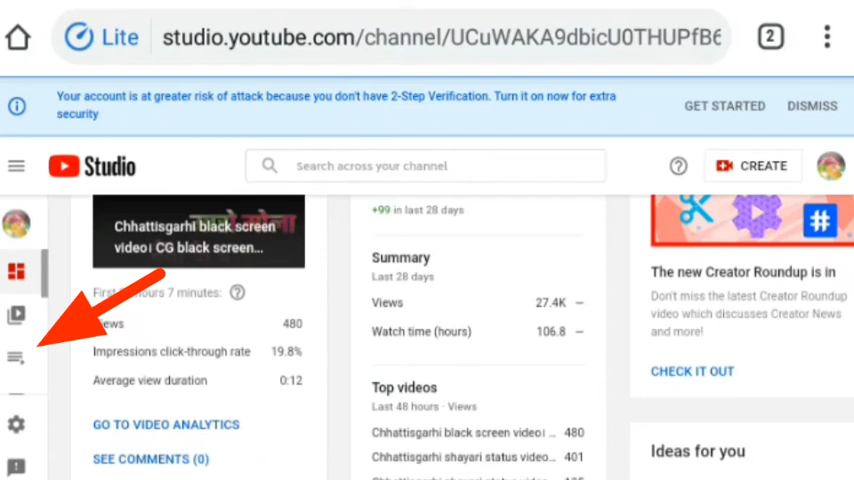 Lite
studio.youtube.com/channel/UCuWAKA9dbicU0THUPfB6
2
Your account is at greater risk of attack because you don't have 2-Step Verification. Turn it on now for extra
security
GET STARTED
DISMISS
Studio
Search across your channel
CREATE
Chhattisgarhi black screen
video। CG black screen...
First
hours 7 minutes:
480
Impressions click-through rate 19.8%
Average view duration 0:12
GO TO VIDEO ANALYTICS
SEE COMMENTS (0)
+99 in last 28 days
Summary
Last 28 days
Views 27.4K —
Watch time (hours) 106.8 —
Top videos
Last 48 hours · Views
Chhattisgarhi black screen video। ... 480
Chhattisgarhi shayari status video... 401
#
The new Creator Roundup is in
Don't miss the latest Creator Roundup
video which discusses Creator News
and more!
CHECK IT OUT
Ideas for you